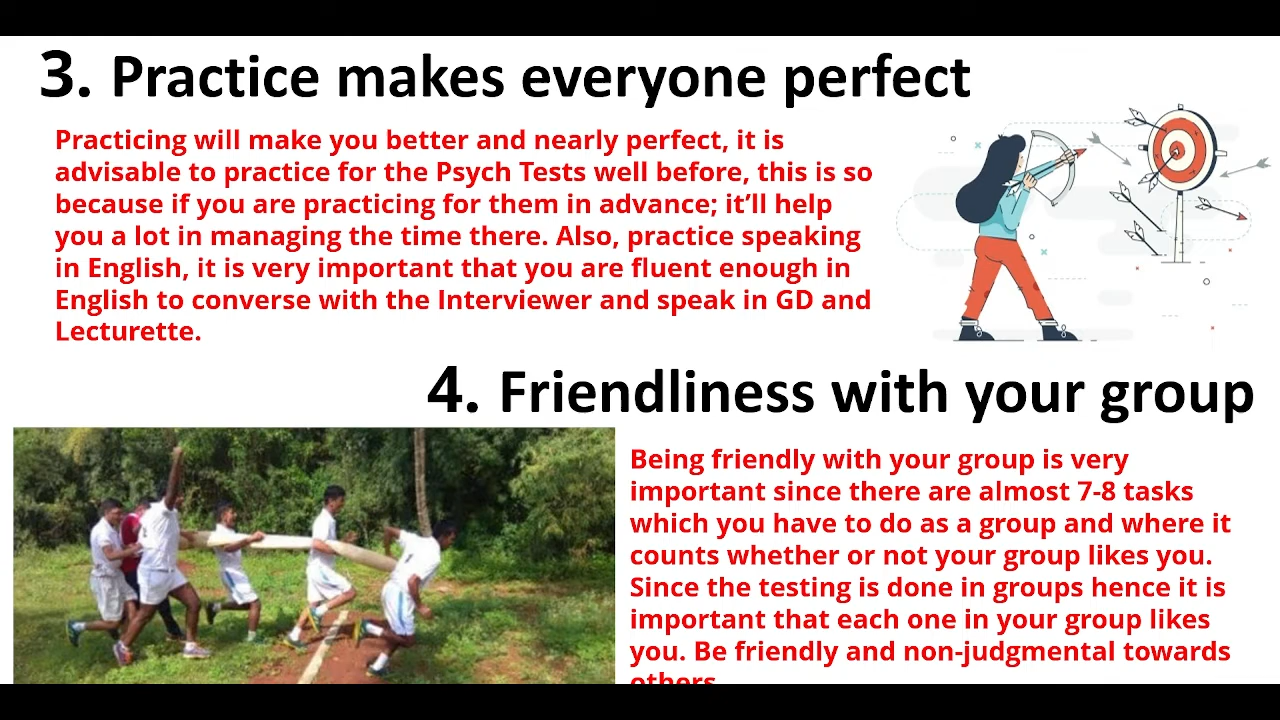 3. Practice makes everyone perfect
Practicing will make you better and nearly perfect, it is
advisable to practice for the Psych Tests well before, this is so
because if you are practicing for them in advance; it’ll help
you a lot in managing the time there. Also, practice speaking
in English, it is very important that you are fluent enough in
English to converse with the Interviewer and speak in GD and
Lecturette.
4. Friendliness with your group
Being friendly with your group is very
important since there are almost 7-8 tasks
which you have to do as a group and where it
counts whether or not your group likes you.
Since the testing is done in groups hence it is
important that each one in your group likes
you. Be friendly and non-judgmental towards
others